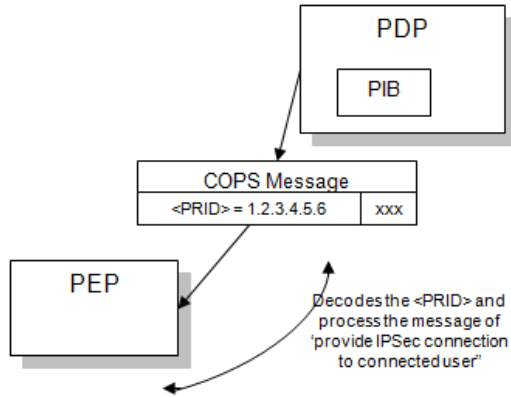 PDP
PIB
COPS Message
<PRID> = 1.2.3.4.5.6 xxx
PEP
Decodes the <PRID> and
process the message of
'provide IPSec connection
to connected user"